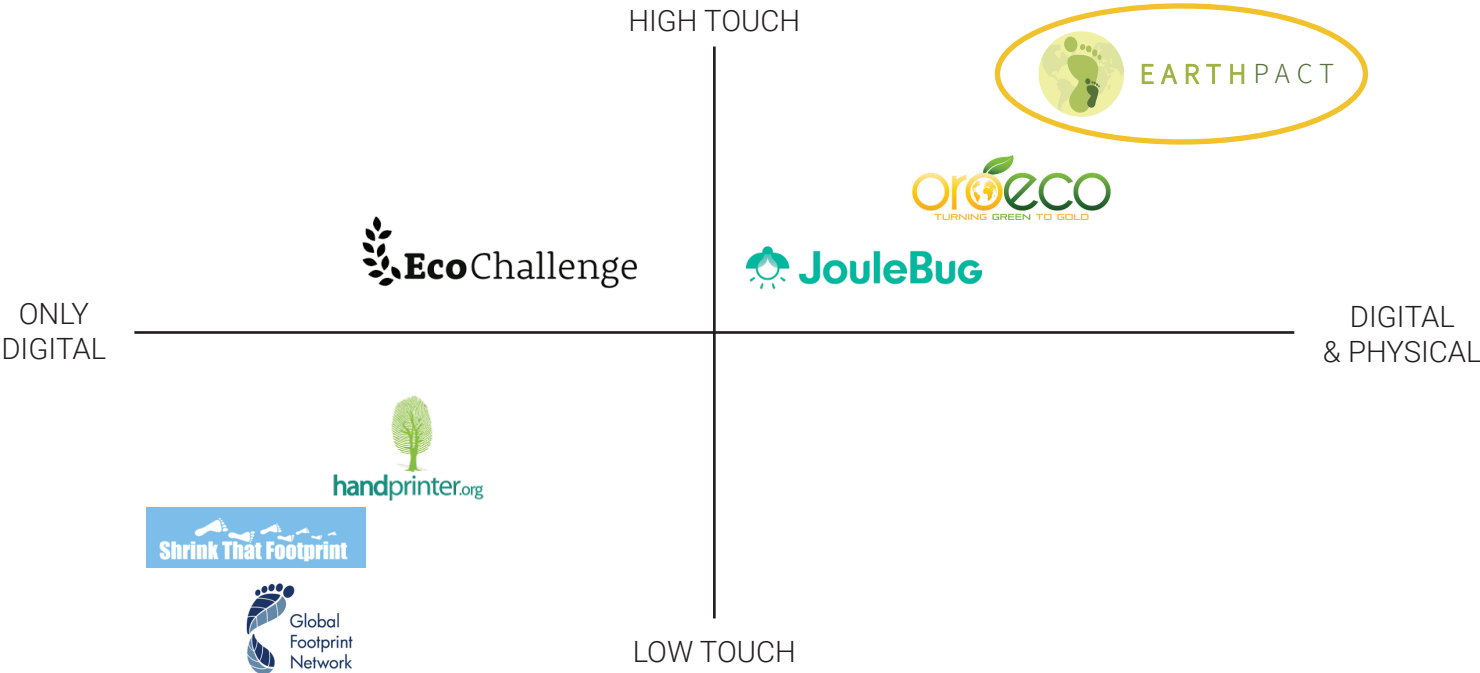 HIGH TOUCH
EARTHPACT
oroeco
TURNING GREEN TO GOLD
EcoChallenge
JouleBug
ONLY
DIGITAL
DIGITAL
& PHYSICAL
handprinter.org
Shrink That Footprint
Global
Footprint
Network
LOW TOUCH